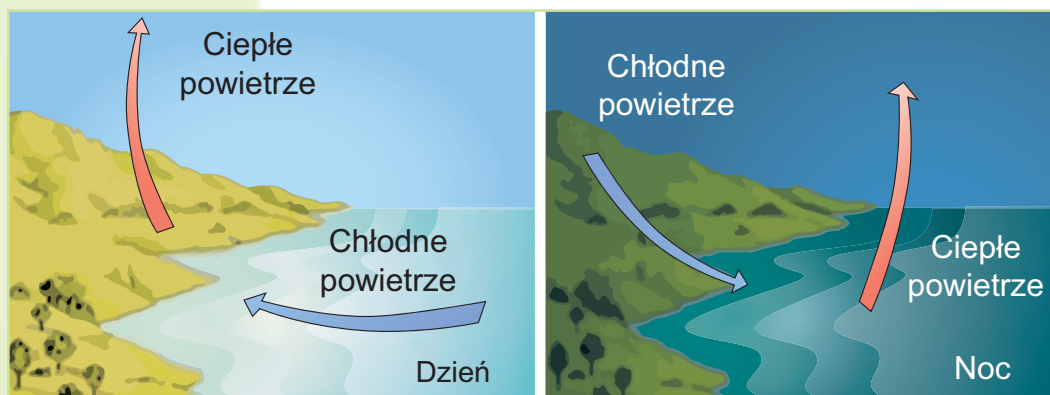 Ciepłe
powietrze
Chłodne
powietrze
Dzień
Chłodne
powietrze
Ciepłe
powietrze
Noc